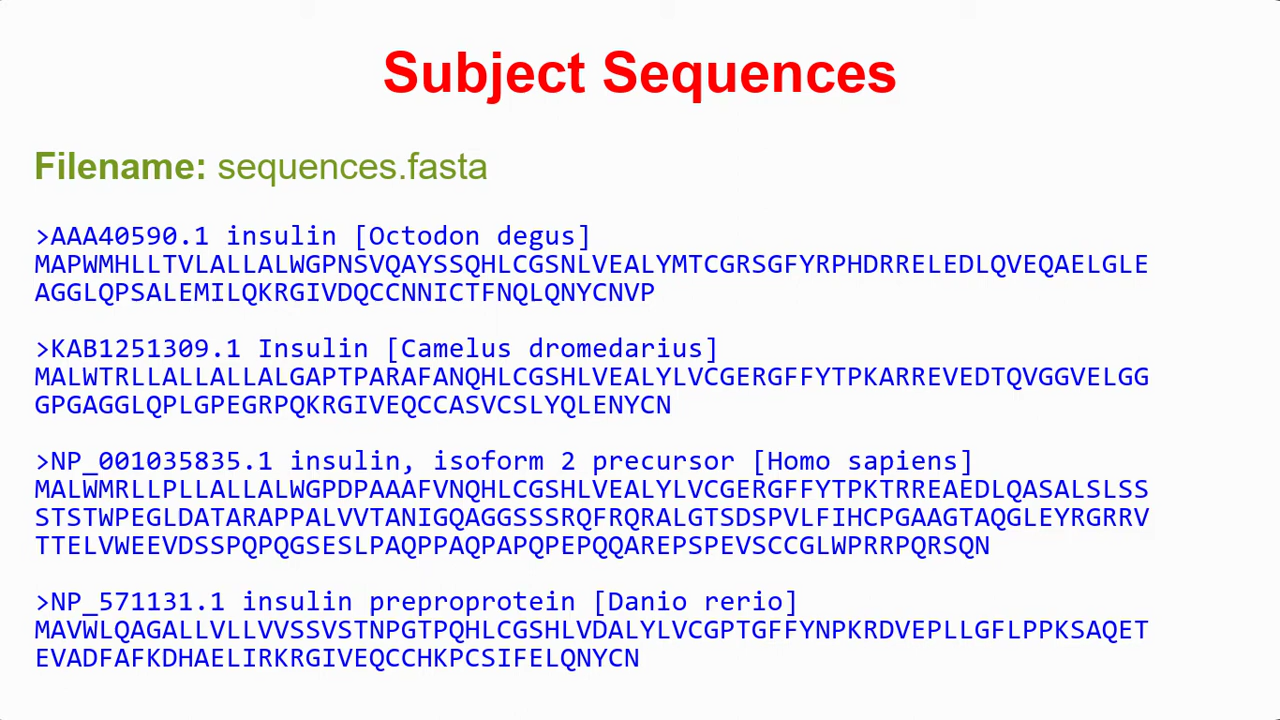 Subject Sequences
Filename: sequences.fasta
>AAA40590.1 insulin [Octodon degus]
MAPWMHLLTVLALLALWGPNSVQAYSSQHLCGSNLVEALYMTCGRSGFYRPHDRRELEDLQVEQAELGLE
AGGLQPSALEMILQKRGIVDQCCNNICTFNQLQNYCNVP
>KAB1251309.1 Insulin [Camelus dromedarius]
MALWTRLLALLALLALGAPTPARAFANQHLCGSHLVEALYLVCGERGFFYTPKARREVEDTQVGGVELGG
GPGAGGLQPLGPEGRPQKRGIVEQCCASVCSLYQLENYCN
>NP_001035835.1 insulin, isoform 2 precursor [Homo sapiens]
MALWMRLLPLLALLALWGPDPAAAFVNQHLCGSHLVEALYLVCGERGFFYTPKTRREAEDLQASALSLSS
STSTWPEGLDATARAPPALVVTANIGQAGGSSSRQFRQRALGTSDSPVLFIHCPGAAGTAQGLEYRGRRV
TTELVWEEVDSSPQPQGSESLPAQPPAQPAPQPEPQQAREPSPEVSCCGLWPRRPQRSQN
>NP_571131.1 insulin preproprotein [Danio rerio]
MAVWLQAGALLVLLVVSSVSTNPGTPQHLCGSHLVDALYLVCGPTGFFYNPKRDVEPLLGFLPPKSAQET
EVADFAFKDHAELIRKRGIVEQCCHKPCSIFELQNYCN